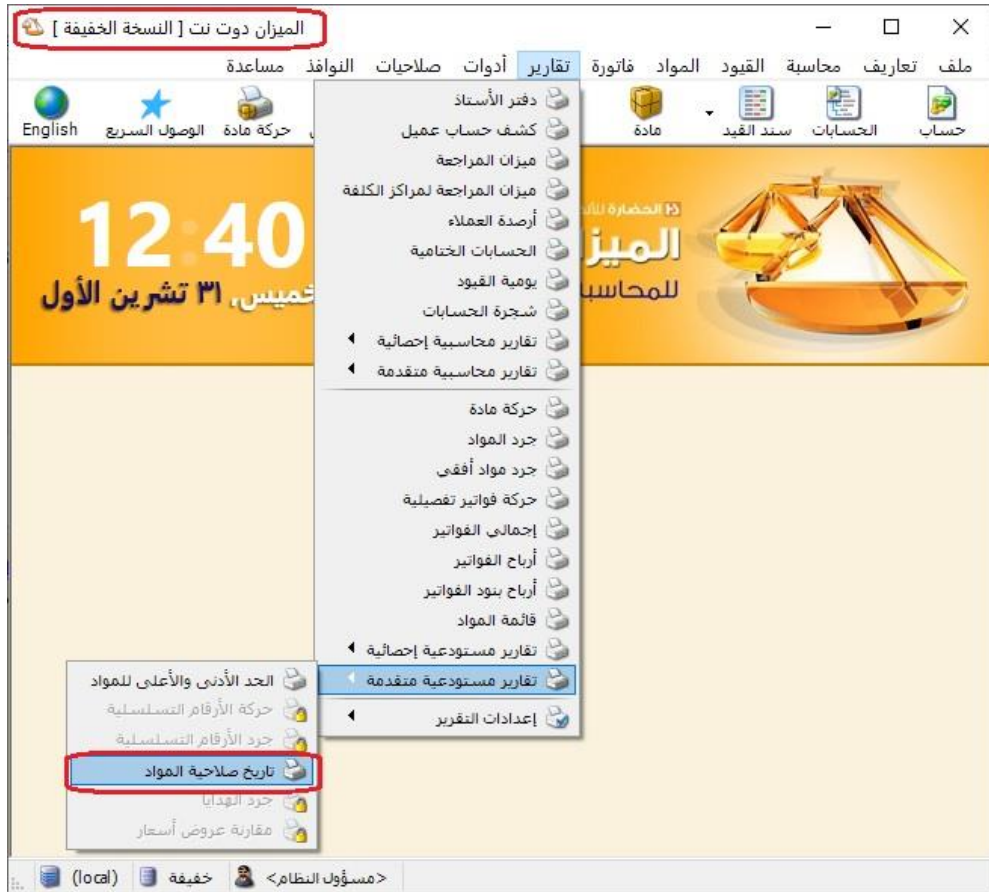 الميزان دوت نت [ النسخة الخفيفة ]
ملف تعاريف محاسبة القيود المواد فاتورة تقارير أدوات صلاحيات النوافذ مساعدة
حساب الحسابات سند القيد مادة حركة مادة الوصول السريع English
الميز
للمحاسب
12 40
خميس، ٣١ تشرين الأول
دفتر الأستاذ
كشف حساب عميل
ميزان المراجعة
ميزان المراجعة لمراكز الكلفة
أرصدة العملاء
الحسابات الختامية
يومية القيود
شجرة الحسابات
تقارير محاسبية إحصائية
تقارير محاسبية متقدمة
حركة مادة
جرد المواد
جرد مواد أفقي
حركة فواتير تفصيلية
إجمالي الفواتير
أرباح الفواتير
أرباح بنود الفواتير
قائمة المواد
تقارير مستودعية إحصائية
تقارير مستودعية متقدمة
إعدادات التقرير
الحد الأدنى والأعلى للمواد
حركة الأرقام التسلسلية
جرد الأرقام التسلسلية
تاريخ صلاحية المواد
جرد الهدايا
مقارنة عروض أسعار
<مسؤول النظام> خفيفة (local)